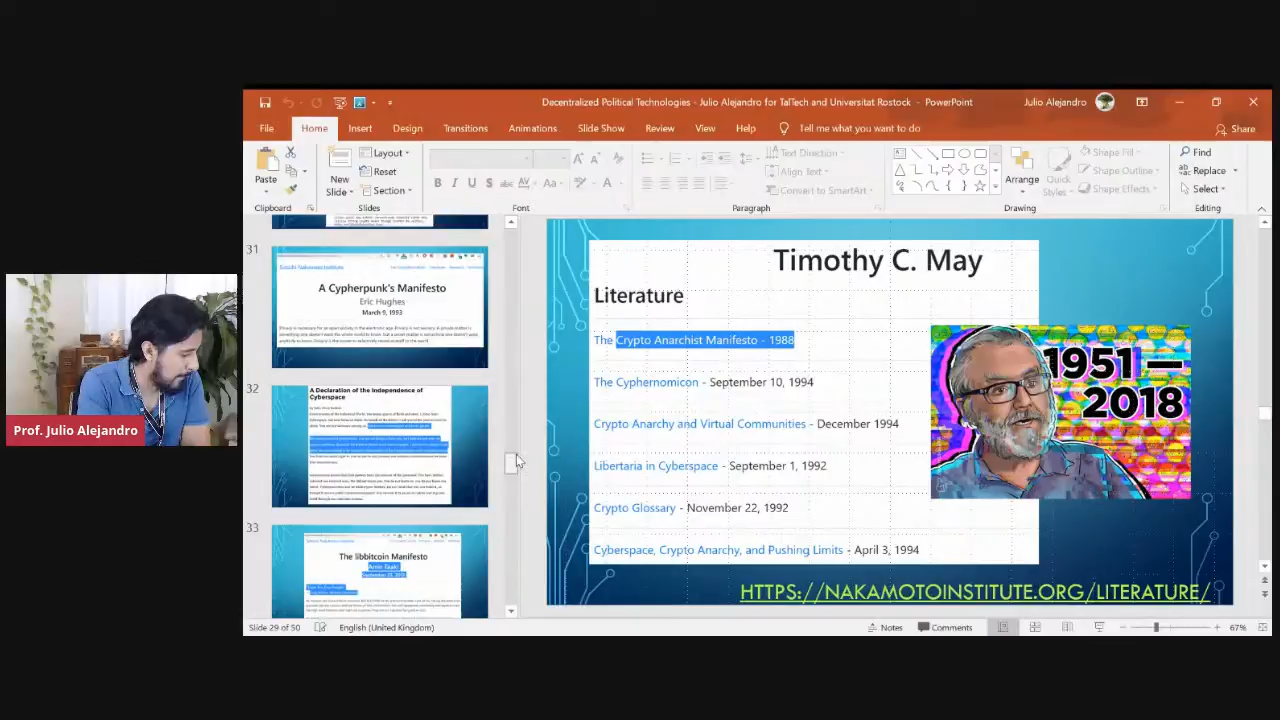 Decentralized Political Technologies - Julio Alejandro for TalTech and Universitat Rostock - PowerPoint
Julio Alejandro
File Home Insert Design Transitions Animations Slide Show Review View Help Tell me what you want to do Share
Paste
Clipboard
New Slide
Layout
Reset
Section
Slides
B I U S abc AV Aa A
Font
Text Direction
Align Text
Convert to SmartArt
Paragraph
Arrange
Quick Styles
Shape Fill
Shape Outline
Shape Effects
Drawing
Find
Replace
Select
Editing
31
A Cypherpunk's Manifesto
Eric Hughes
March 9, 1993
32
A Declaration of the Independence of
Cyberspace
33
The libbitcoin Manifesto
Amir Taaki
Timothy C. May
Literature
The Crypto Anarchist Manifesto - 1988
The Cyphernomicon - September 10, 1994
Crypto Anarchy and Virtual Communities - December 1994
Libertaria in Cyberspace - September 1, 1992
Crypto Glossary - November 22, 1992
Cyberspace, Crypto Anarchy, and Pushing Limits - April 3, 1994
1951 —
2018
HTTPS://NAKAMOTOINSTITUTE.ORG/LITERATURE/
Prof. Julio Alejandro
Slide 29 of 50
English (United Kingdom)
Notes
Comments
67%